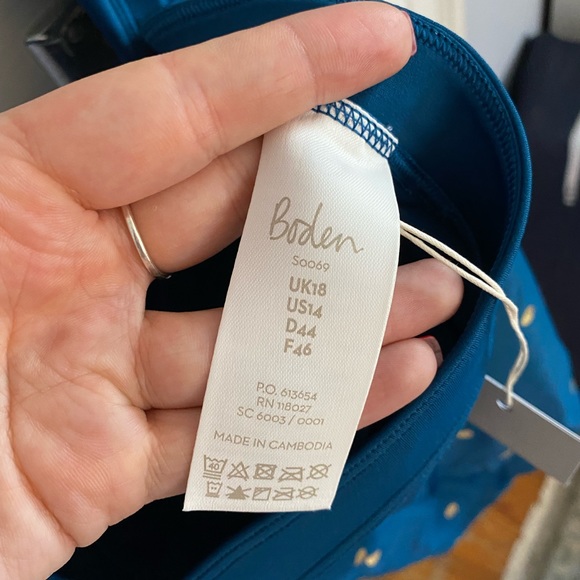 Boden
S0069
UK18
US14
D44
F46
P.O. 613654
RN 118027
SC 6003 / 0001
MADE IN CAMBODIA
40